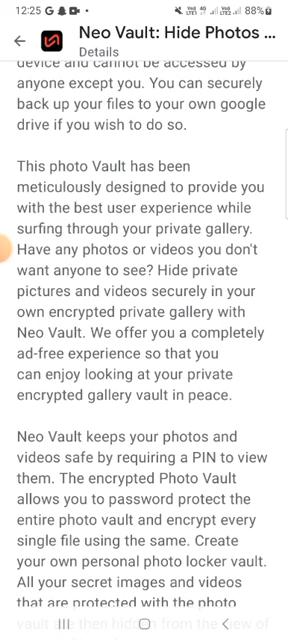 12:25 G 88%
Neo Vault: Hide Photos ...
Details
device and cannot be accessed by
anyone except you. You can securely
back up your files to your own google
drive if you wish to do so.
This photo Vault has been
meticulously designed to provide you
with the best user experience while
surfing through your private gallery.
Have any photos or videos you don't
want anyone to see? Hide private
pictures and videos securely in your
own encrypted private gallery with
Neo Vault. We offer you a completely
ad-free experience so that you
can enjoy looking at your private
encrypted gallery vault in peace.
Neo Vault keeps your photos and
videos safe by requiring a PIN to view
them. The encrypted Photo Vault
allows you to password protect the
entire photo vault and encrypt every
single file using the same. Create
your own personal photo locker vault.
All your secret images and videos
that are protected with the photo
vault are then hidden from the view of